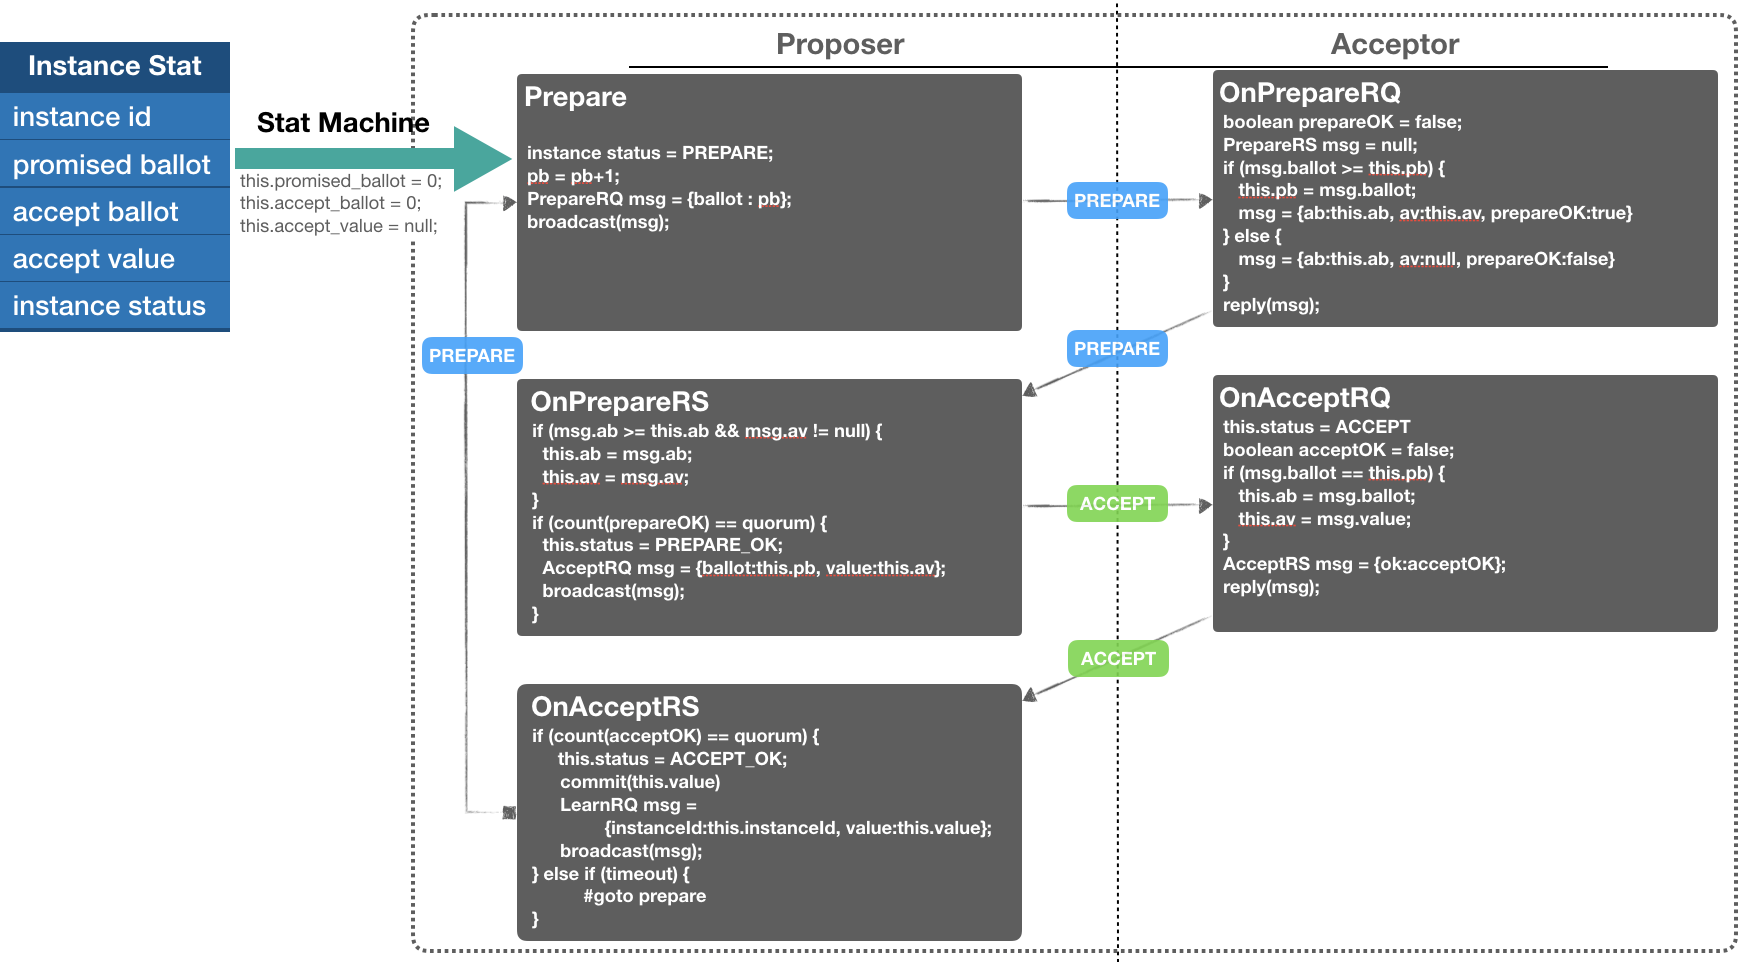 Instance Stat
instance id
promised ballot
accept ballot
accept value
instance status
Stat Machine
this.promised_ballot = 0;
this.accept_ballot = 0;
this.accept_value = null;
Proposer
Acceptor
Prepare
instance status = PREPARE;
pb = pb+1;
PrepareRQ msg = {ballot : pb};
broadcast(msg);
PREPARE
OnPrepareRQ
boolean prepareOK = false;
PrepareRS msg = null;
if (msg.ballot >= this.pb) {
this.pb = msg.ballot;
msg = {ab:this.ab, av:this.av, prepareOK:true}
} else {
msg = {ab:this.ab, av:null, prepareOK:false}
}
reply(msg);
PREPARE
PREPARE
OnPrepareRS
if (msg.ab >= this.ab && msg.av != null) {
this.ab = msg.ab;
this.av = msg.av;
}
if (count(prepareOK) == quorum) {
this.status = PREPARE_OK;
AcceptRQ msg = {ballot:this.pb, value:this.av};
broadcast(msg);
}
ACCEPT
OnAcceptRQ
this.status = ACCEPT
boolean acceptOK = false;
if (msg.ballot == this.pb) {
this.ab = msg.ballot;
this.av = msg.value;
}
AcceptRS msg = {ok:acceptOK};
reply(msg);
ACCEPT
OnAcceptRS
if (count(acceptOK) == quorum) {
this.status = ACCEPT_OK;
commit(this.value)
LearnRQ msg =
{instanceId:this.instanceId, value:this.value};
broadcast(msg);
} else if (timeout) {
#goto prepare
}